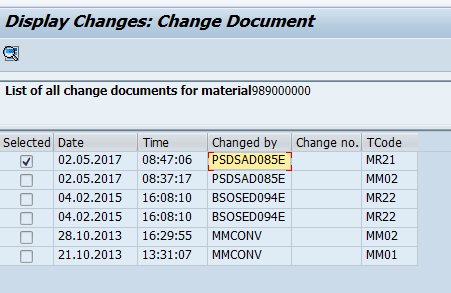 Display Changes: Change Document
List of all change documents for material989000000
Selected Date Time Changed by Change no. TCode
02.05.2017 08:47:06 PSDSAD085E MR21
02.05.2017 08:37:17 PSDSAD085E MM02
04.02.2015 16:08:10 BSOSED094E MR22
04.02.2015 16:08:10 BSOSED094E MR22
28.10.2013 16:29:55 MMCONV MM02
21.10.2013 13:31:07 MMCONV MM01